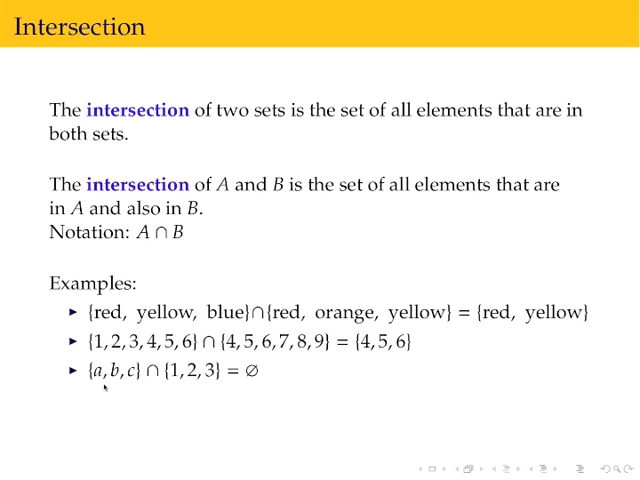 Intersection
The intersection of two sets is the set of all elements that are in
both sets.
The intersection of A and B is the set of all elements that are
in A and also in B.
Notation: A ∩ B
Examples:
▶ {red, yellow, blue}∩{red, orange, yellow} = {red, yellow}
▶ {1, 2, 3, 4, 5, 6} ∩ {4, 5, 6, 7, 8, 9} = {4, 5, 6}
▶ {a, b, c} ∩ {1, 2, 3} = ∅